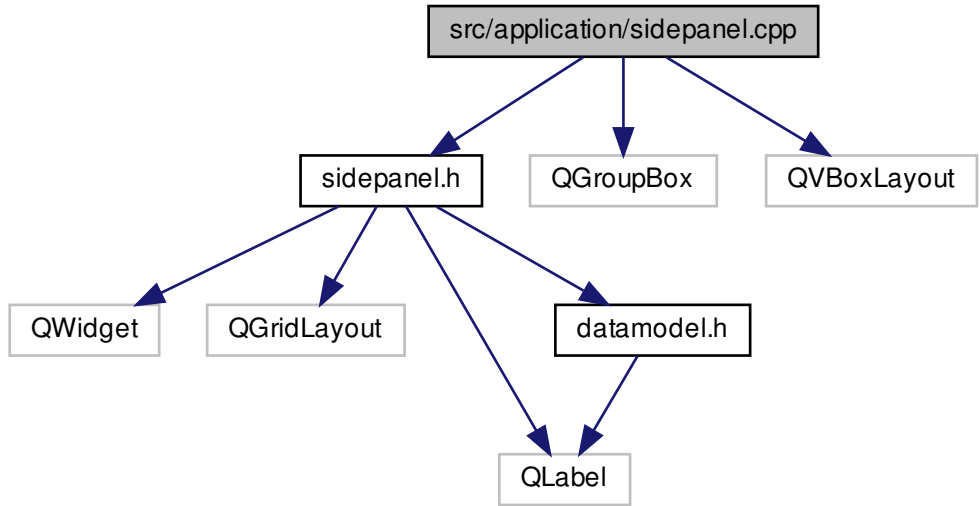 src/application/sidepanel.cpp
sidepanel.h
QGroupBox
QVBoxLayout
QWidget
QGridLayout
datamodel.h
QLabel